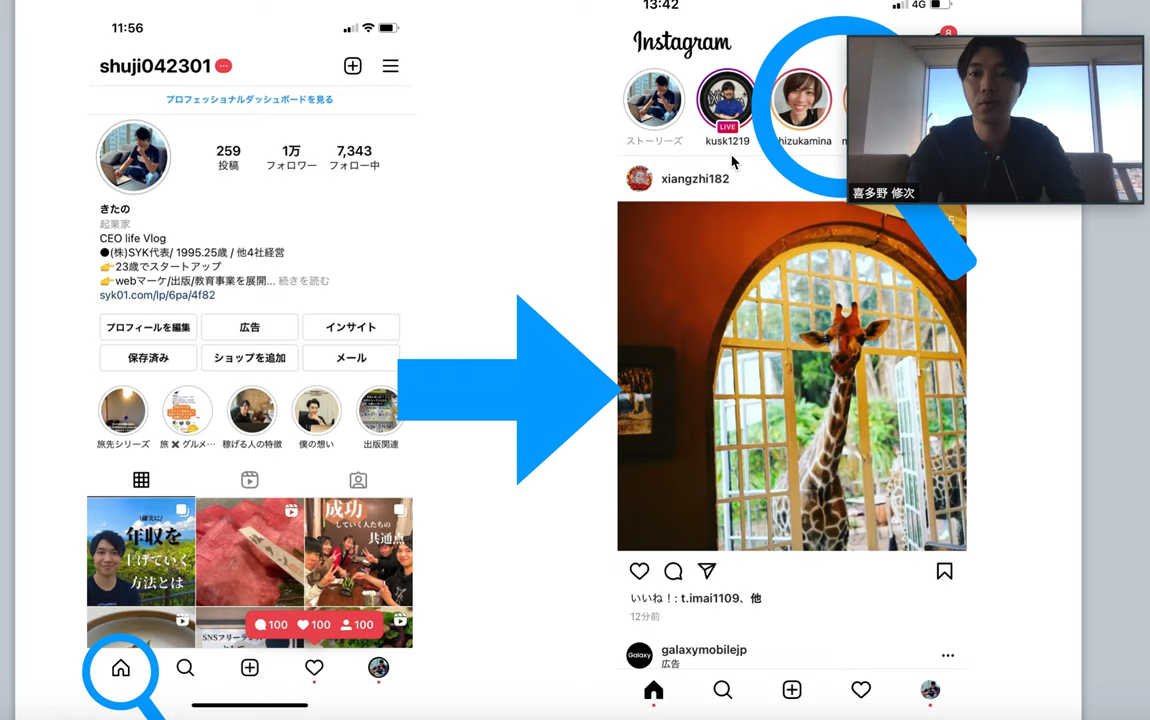 11:56
shuji042301
プロフェッショナルダッシュボードを見る
259
投稿
1万
フォロワー
7,343
フォロー中
きたの
起業家
CEO life Vlog
●(株)SYK代表/ 1995.25歳 / 他4社経営
👉23歳でスタートアップ
👉webマーケ/出版/教育事業を展開... 続きを読む
syk01.com/lp/6pa/4f82
プロフィールを編集
広告
インサイト
保存済み
ショップを追加
メール
旅先シリーズ
旅✖️グルメ…
稼げる人の特徴
僕の想い
出版関連
確実に
年収を
上げていく
方法とは
成功
していく人たちの
共通点
100
100
100
13:42
4G
Instagram
8
ストーリーズ
LIVE
kusk1219
hizukamina
喜多野 修次
xiangzhi182
いいね！: t.imai1109、他
12分前
Galaxy
galaxymobilejp
広告